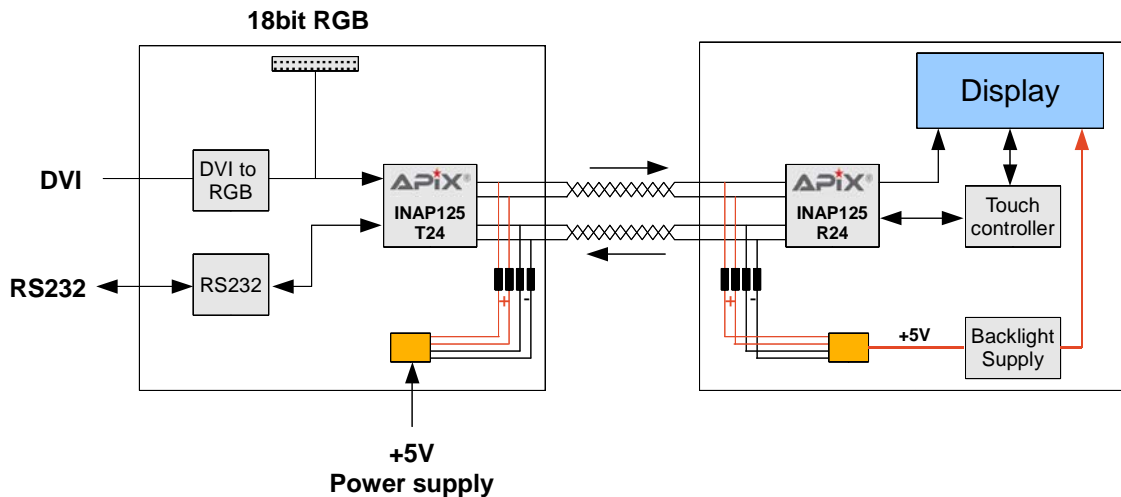 18bit RGB
DVI
DVI to
RGB
APIX®
INAP125
T24
RS232
RS232
+
-
+5V
Power supply
APIX®
INAP125
R24
Display
Touch
controller
+
-
+5V
Backlight
Supply